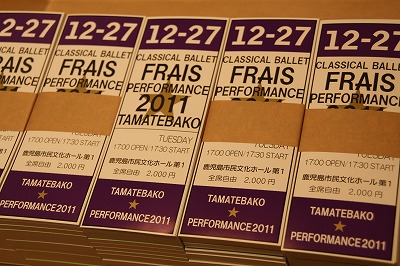 12-27
CLASSICAL BALLET
FRAIS
PERFORMANCE
2011
TAMATEBAKO
TUESDAY
17:00 OPEN/17:30 START
鹿児島市民文化ホール 第1
全席自由 2,000円
TAMATEBAKO
★
PERFORMANCE2011